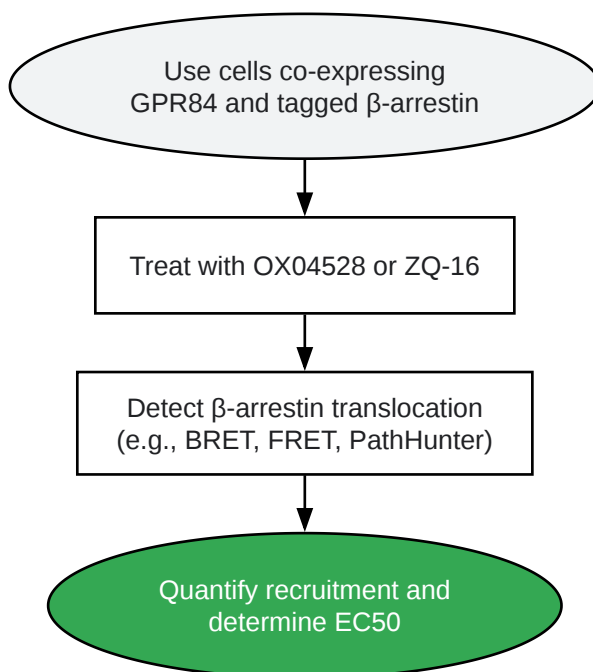 Use cells co-expressing
GPR84 and tagged β-arrestin
Treat with OX04528 or ZQ-16
Detect β-arrestin translocation
(e.g., BRET, FRET, PathHunter)
Quantify recruitment and
determine EC50